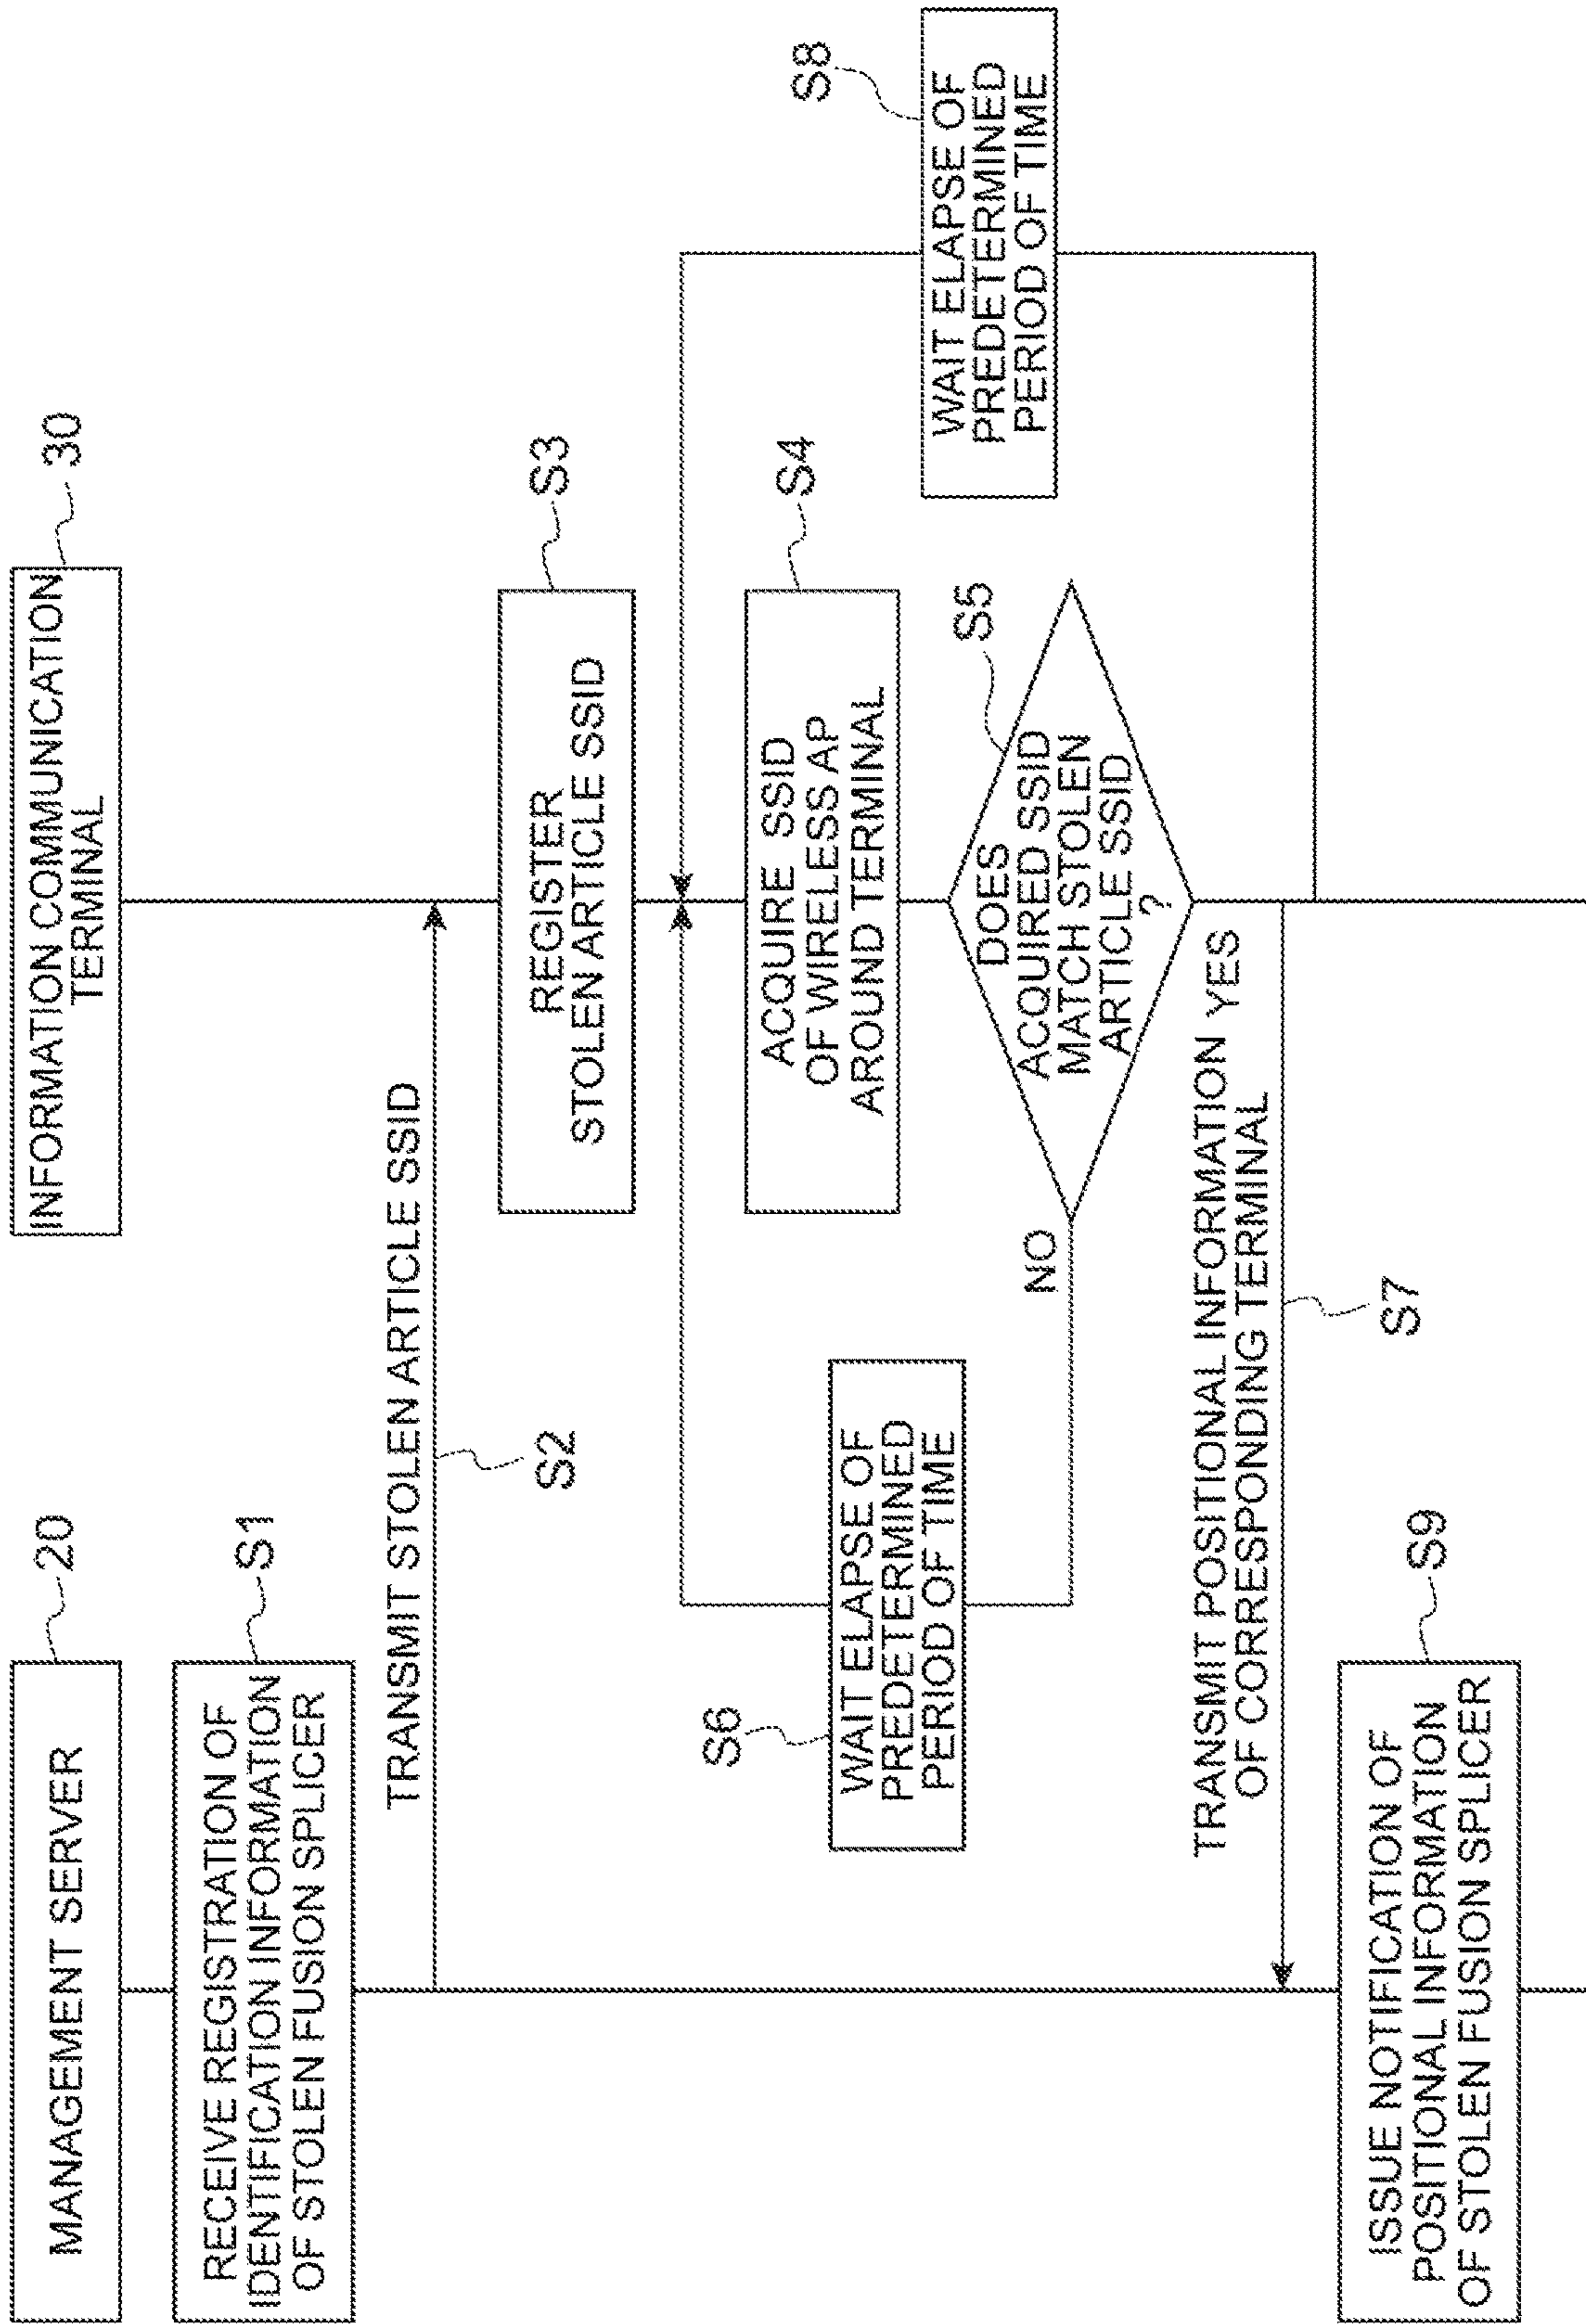 MANAGEMENT SERVER
20
INFORMATION COMMUNICATION
TERMINAL
30
RECEIVE REGISTRATION OF
IDENTIFICATION INFORMATION
OF STOLEN FUSION SPLICER
S1
TRANSMIT STOLEN ARTICLE SSID
S2
REGISTER
STOLEN ARTICLE SSID
S3
ACQUIRE SSID
OF WIRELESS AP
AROUND TERMINAL
S4
DOES
ACQUIRED SSID
MATCH STOLEN
ARTICLE SSID
?
S5
NO
YES
S6
WAIT ELAPSE OF
PREDETERMINED
PERIOD OF TIME
S8
WAIT ELAPSE OF
PREDETERMINED
PERIOD OF TIME
TRANSMIT POSITIONAL INFORMATION
OF CORRESPONDING TERMINAL
S7
ISSUE NOTIFICATION OF
POSITIONAL INFORMATION
OF STOLEN FUSION SPLICER
S9